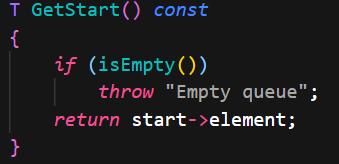 T GetStart() const
{
    if (isEmpty())
        throw "Empty queue";
    return start->element;
}